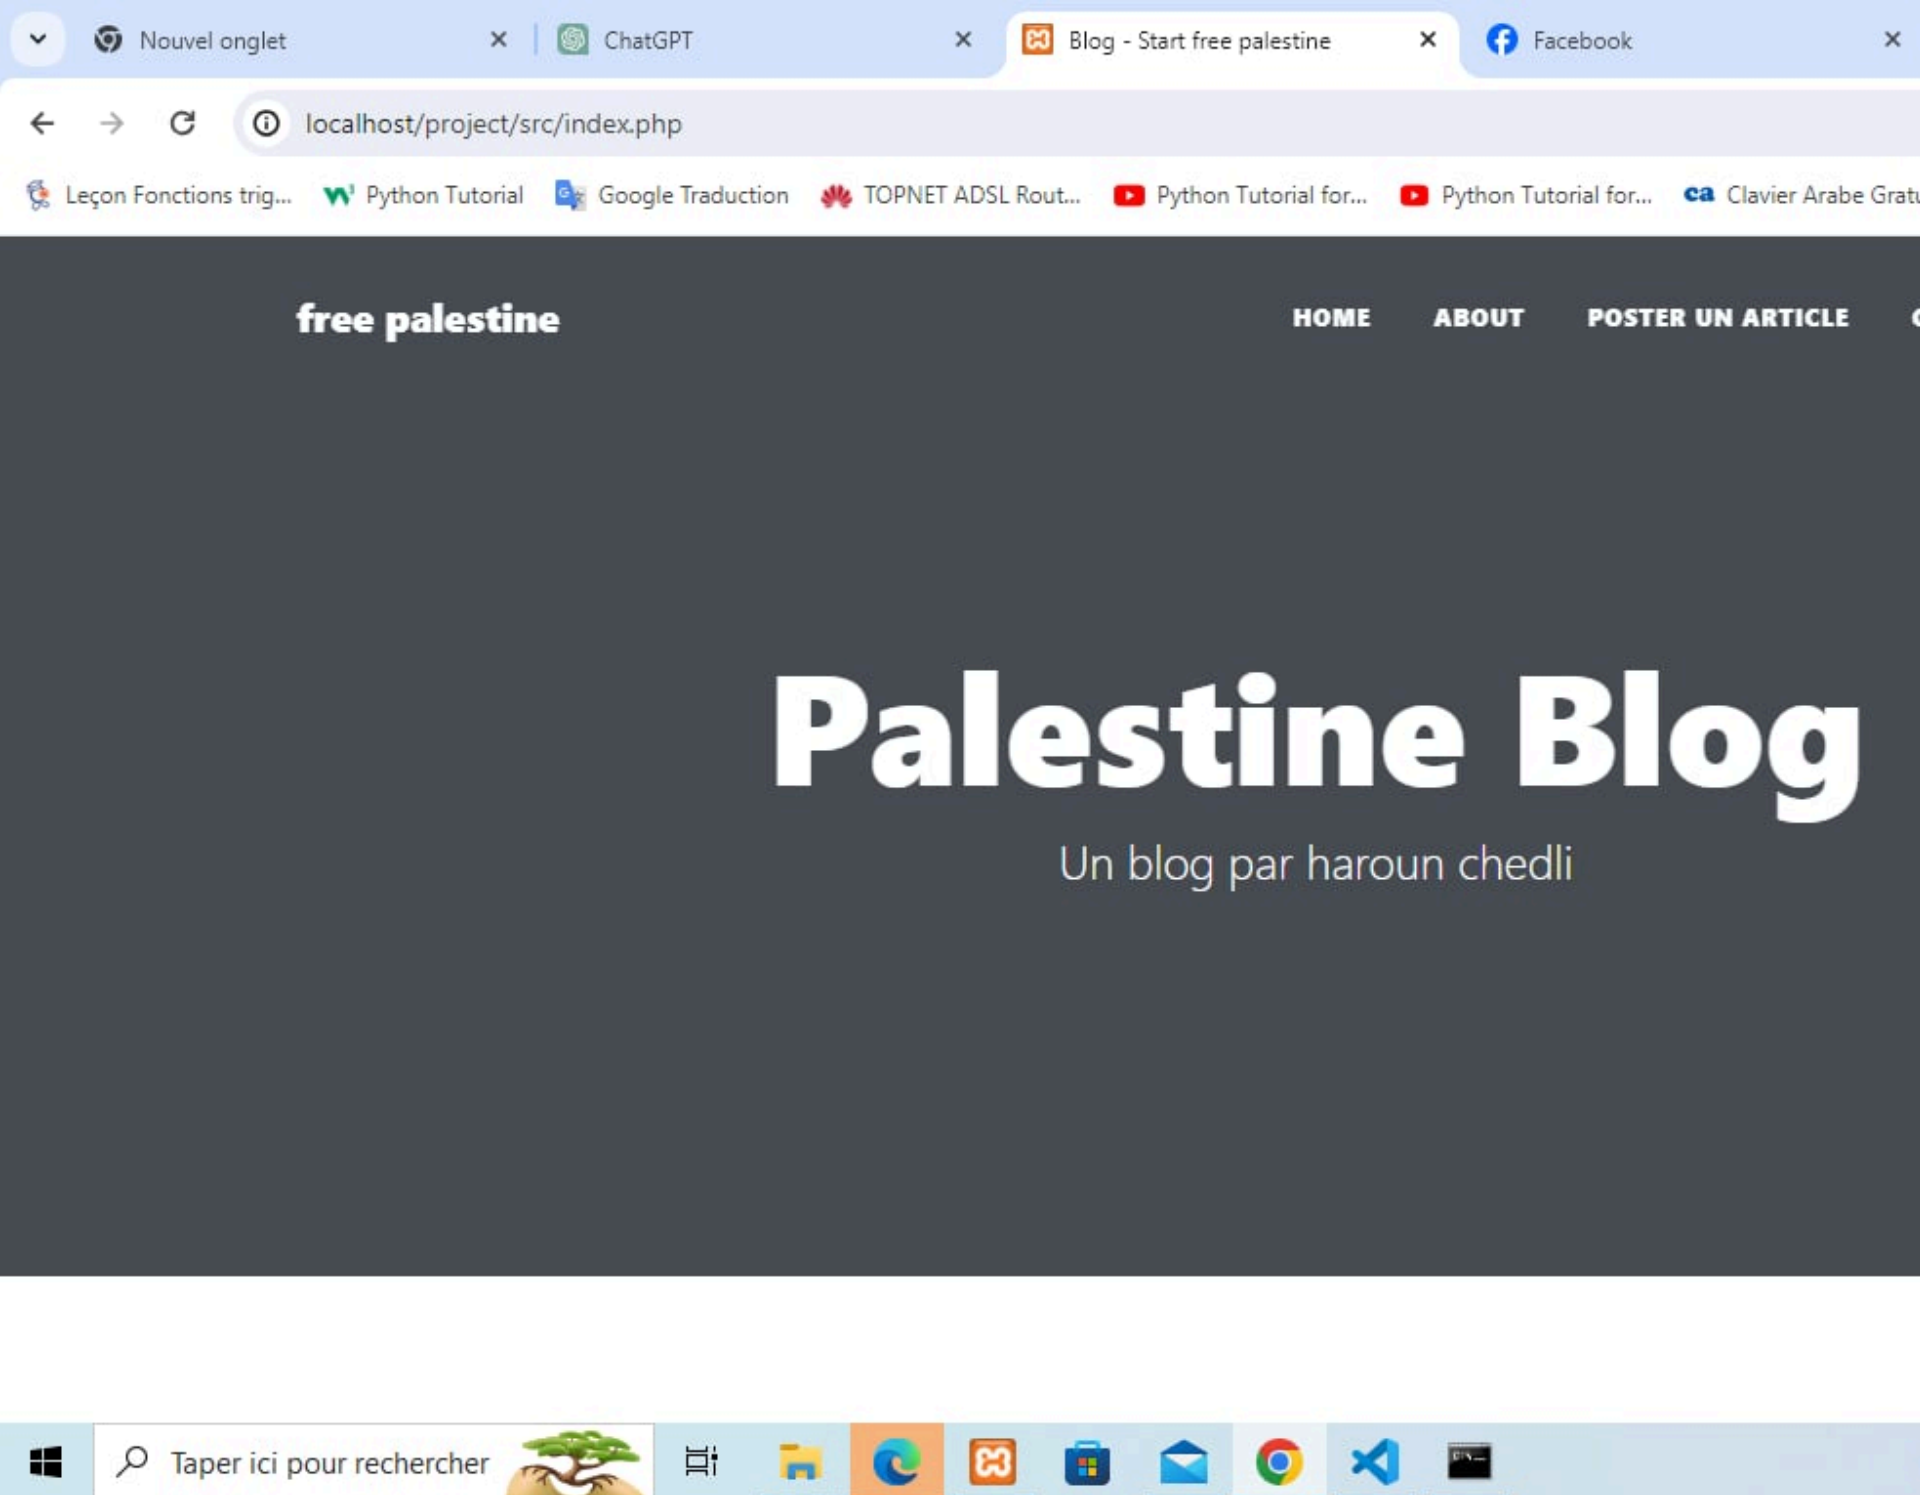 Nouvel onglet
ChatGPT
Blog - Start free palestine
Facebook
localhost/project/src/index.php
Leçon Fonctions trig...
Python Tutorial
Google Traduction
TOPNET ADSL Rout...
Python Tutorial for...
Python Tutorial for...
Clavier Arabe Gratu
free palestine
HOME
ABOUT
POSTER UN ARTICLE
Palestine Blog
Un blog par haroun chedli
Taper ici pour rechercher